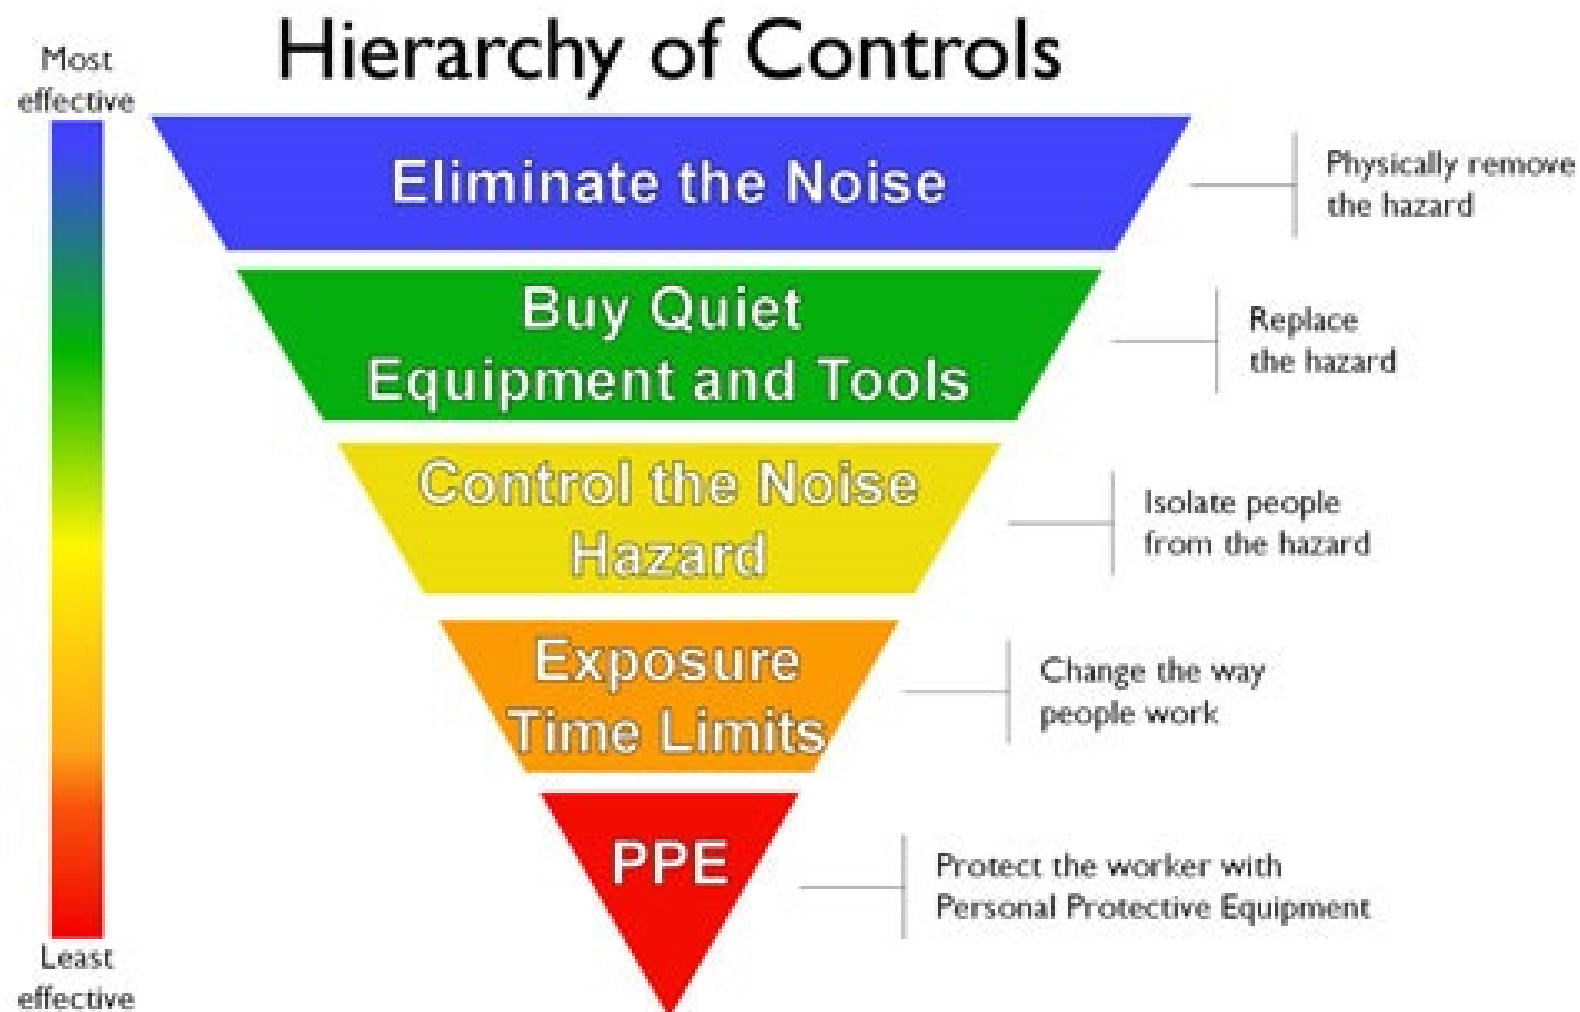 Hierarchy of Controls
Most
effective
Eliminate the Noise
Physically remove
the hazard
Buy Quiet
Equipment and Tools
Replace
the hazard
Control the Noise
Hazard
Isolate people
from the hazard
Exposure
Time Limits
Change the way
people work
PPE
Protect the worker with
Personal Protective Equipment
Least
effective